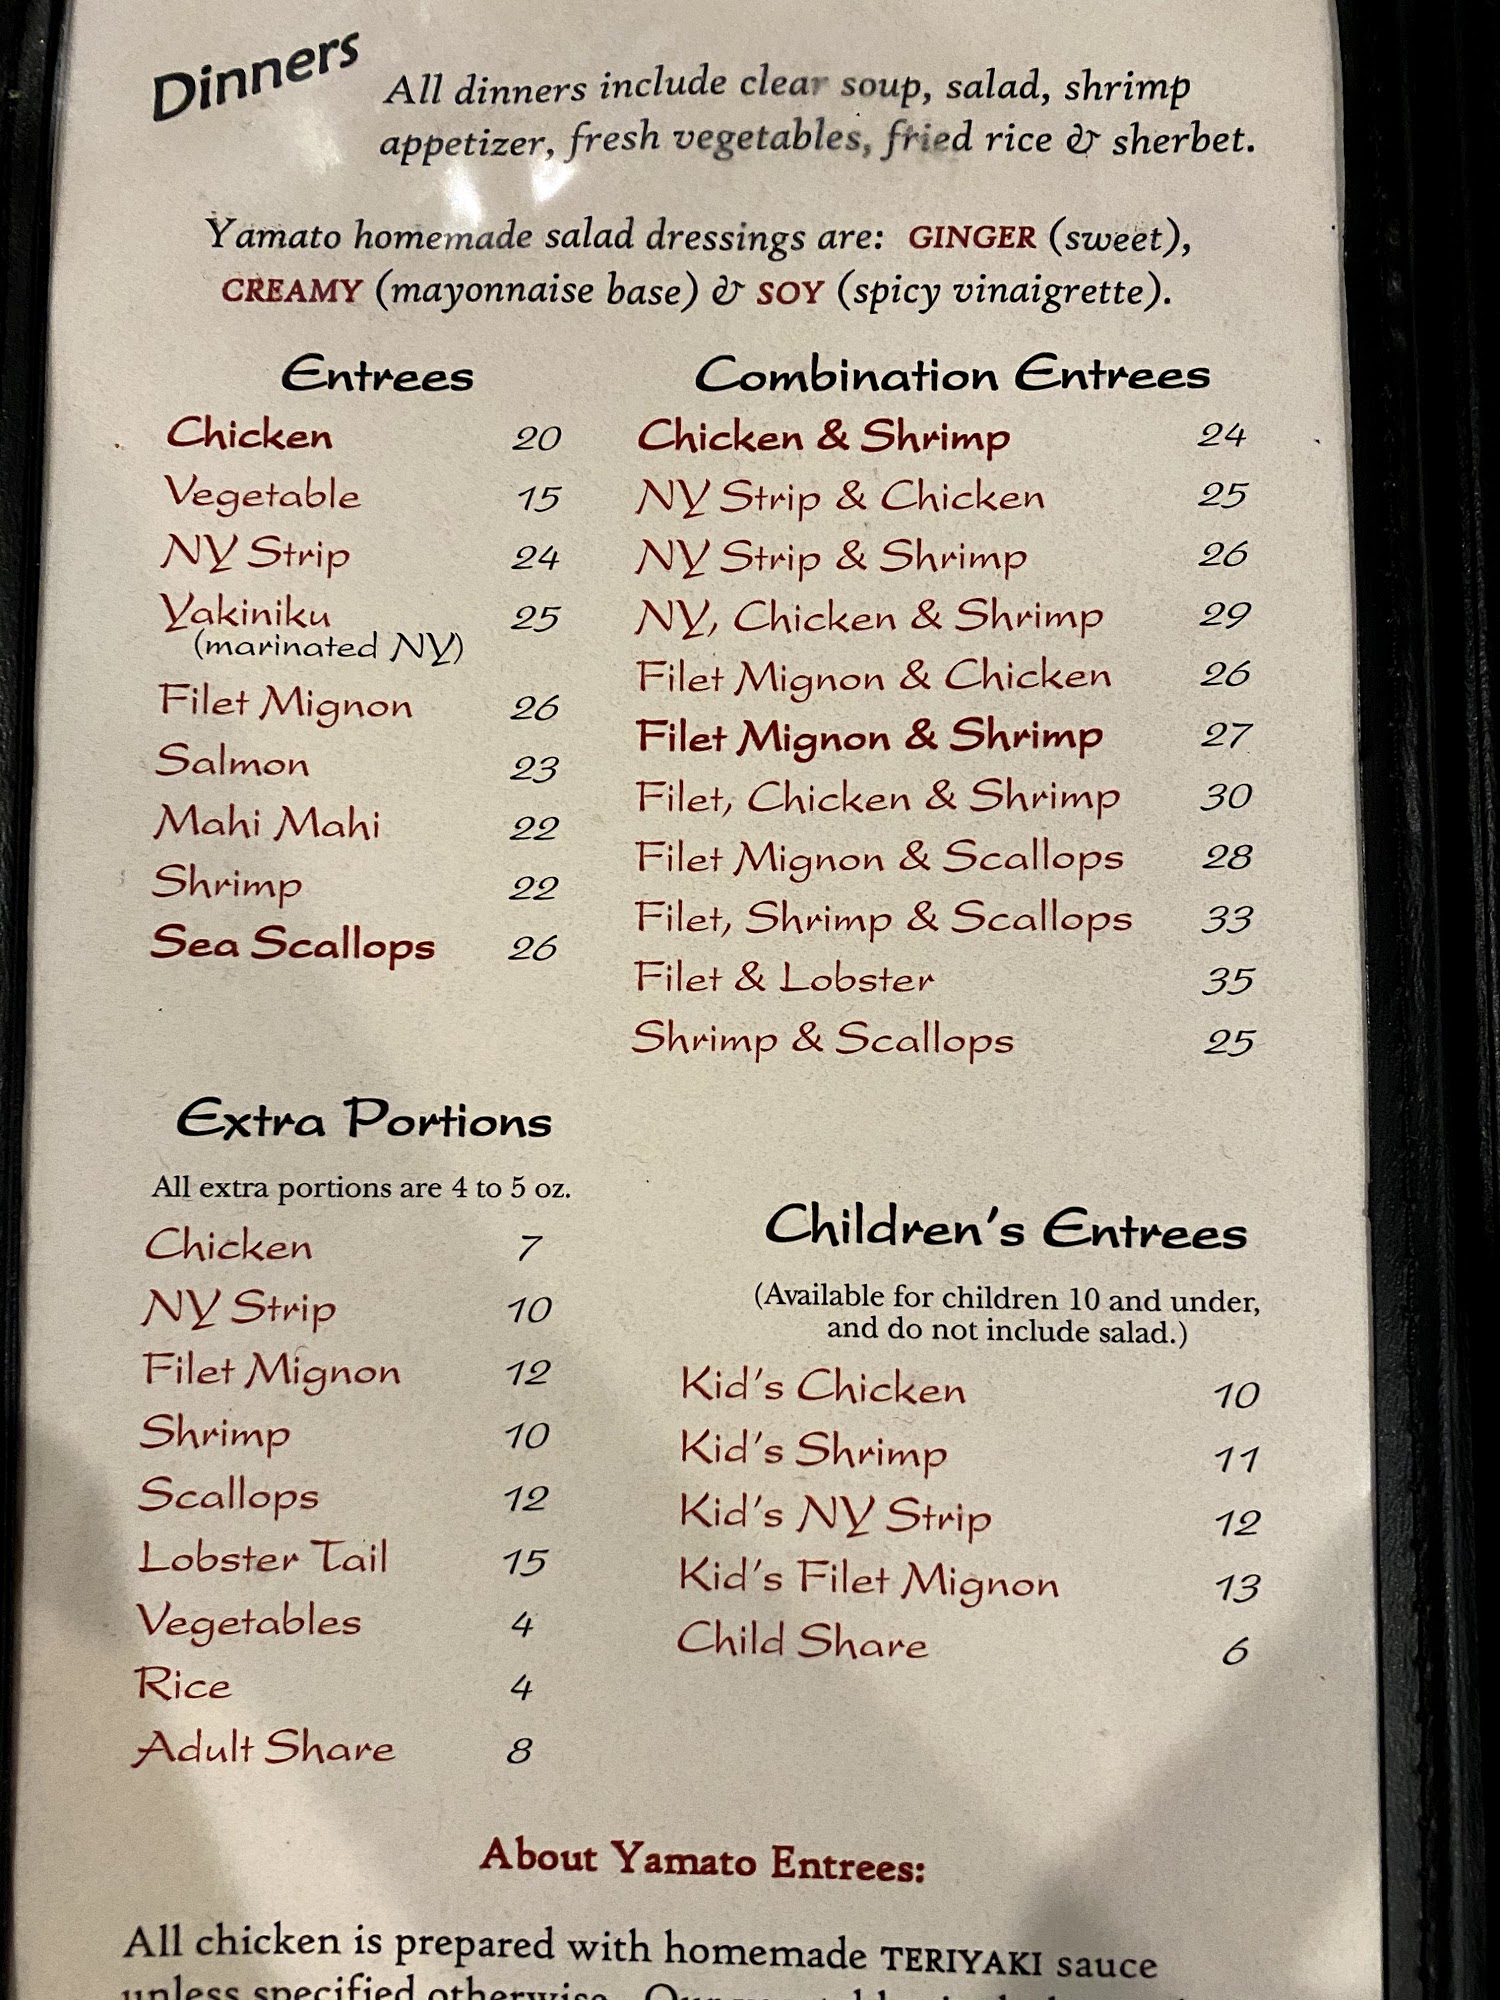 Dinners
All dinners include clear soup, salad, shrimp
appetizer, fresh vegetables, fried rice & sherbet.
Yamato homemade salad dressings are: GINGER (sweet),
CREAMY (mayonnaise base) & SOY (spicy vinaigrette).
Entrees
Chicken 20
Vegetable 15
NY Strip 24
Yakiniku 25
(marinated NY)
Filet Mignon 26
Salmon 23
Mahi Mahi 22
Shrimp 22
Sea Scallops 26
Combination Entrees
Chicken & Shrimp 24
NY Strip & Chicken 25
NY Strip & Shrimp 26
NY, Chicken & Shrimp 29
Filet Mignon & Chicken 26
Filet Mignon & Shrimp 27
Filet, Chicken & Shrimp 30
Filet Mignon & Scallops 28
Filet, Shrimp & Scallops 33
Filet & Lobster 35
Shrimp & Scallops 25
Extra Portions
All extra portions are 4 to 5 oz.
Chicken 7
NY Strip 10
Filet Mignon 12
Shrimp 10
Scallops 12
Lobster Tail 15
Vegetables 4
Rice 4
Adult Share 8
Children's Entrees
(Available for children 10 and under,
and do not include salad.)
Kid's Chicken 10
Kid's Shrimp 11
Kid's NY Strip 12
Kid's Filet Mignon 13
Child Share 6
About Yamato Entrees:
All chicken is prepared with homemade TERIYAKI sauce
unless specified otherwise. Our